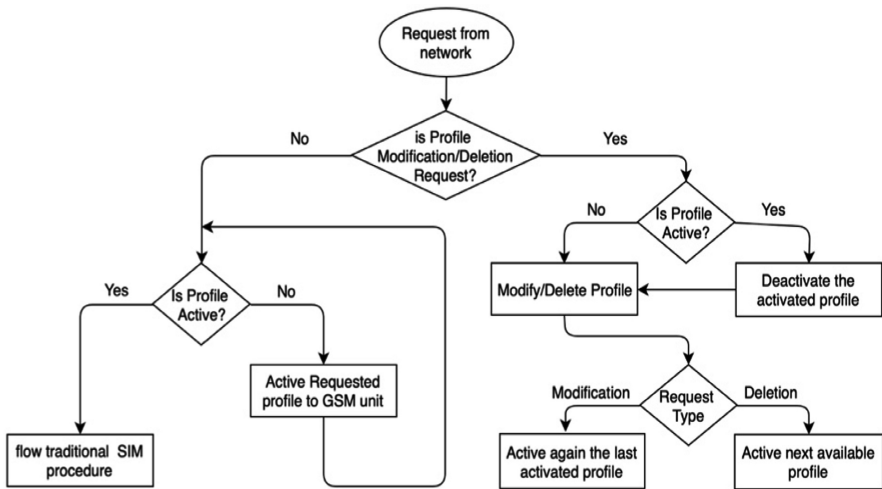 Request from
network
No
is Profile
Modification/Deletion
Request?
Yes
No
Is Profile
Active?
Yes
Yes
Is Profile
Active?
No
Modify/Delete Profile
Deactivate the
activated profile
Active Requested
profile to GSM unit
Modification
Request
Type
Deletion
flow traditional SIM
procedure
Active again the last
activated profile
Active next available
profile